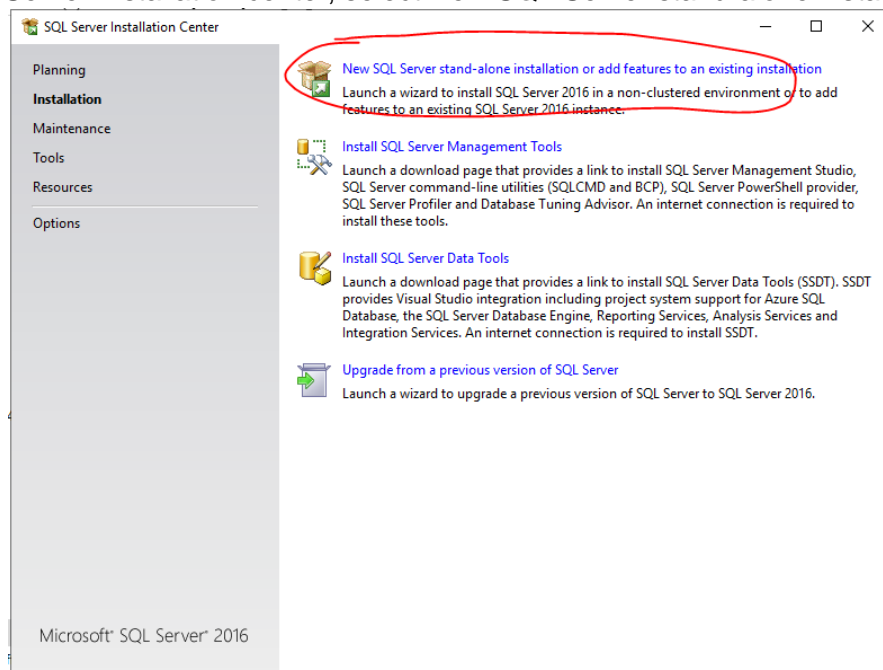 SQL Server Installation Center
Planning
Installation
Maintenance
Tools
Resources
Options
New SQL Server stand-alone installation or add features to an existing installation
Launch a wizard to install SQL Server 2016 in a non-clustered environment or to add
features to an existing SQL Server 2016 instance.
Install SQL Server Management Tools
Launch a download page that provides a link to install SQL Server Management Studio,
SQL Server command-line utilities (SQLCMD and BCP), SQL Server PowerShell provider,
SQL Server Profiler and Database Tuning Advisor. An internet connection is required to
install these tools.
Install SQL Server Data Tools
Launch a download page that provides a link to install SQL Server Data Tools (SSDT). SSDT
provides Visual Studio integration including project system support for Azure SQL
Database, the SQL Server Database Engine, Reporting Services, Analysis Services and
Integration Services. An internet connection is required to install SSDT.
Upgrade from a previous version of SQL Server
Launch a wizard to upgrade a previous version of SQL Server to SQL Server 2016.
Microsoft® SQL Server® 2016